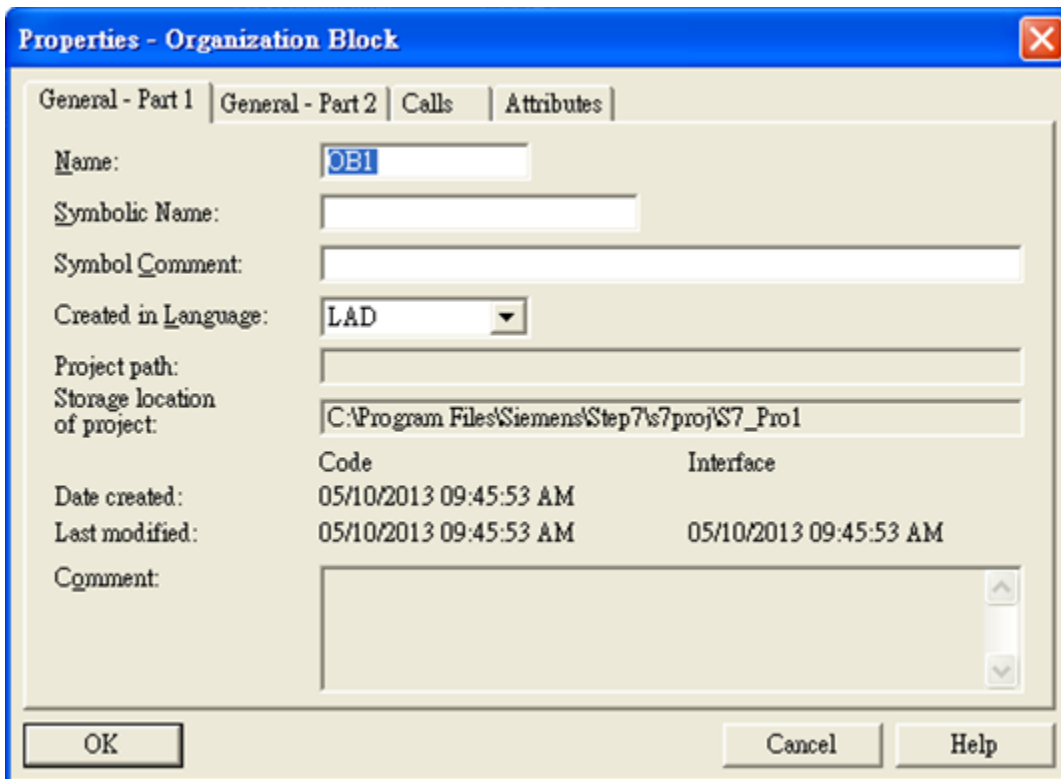 Properties - Organization Block
General - Part 1 General - Part 2 Calls Attributes
Name: OB1
Symbolic Name:
Symbol Comment:
Created in Language: LAD
Project path:
Storage location
of project: C:\Program Files\Siemens\Step7\s7proj\S7_Pro1
Code Interface
Date created: 05/10/2013 09:45:53 AM
Last modified: 05/10/2013 09:45:53 AM 05/10/2013 09:45:53 AM
Comment:
OK Cancel Help